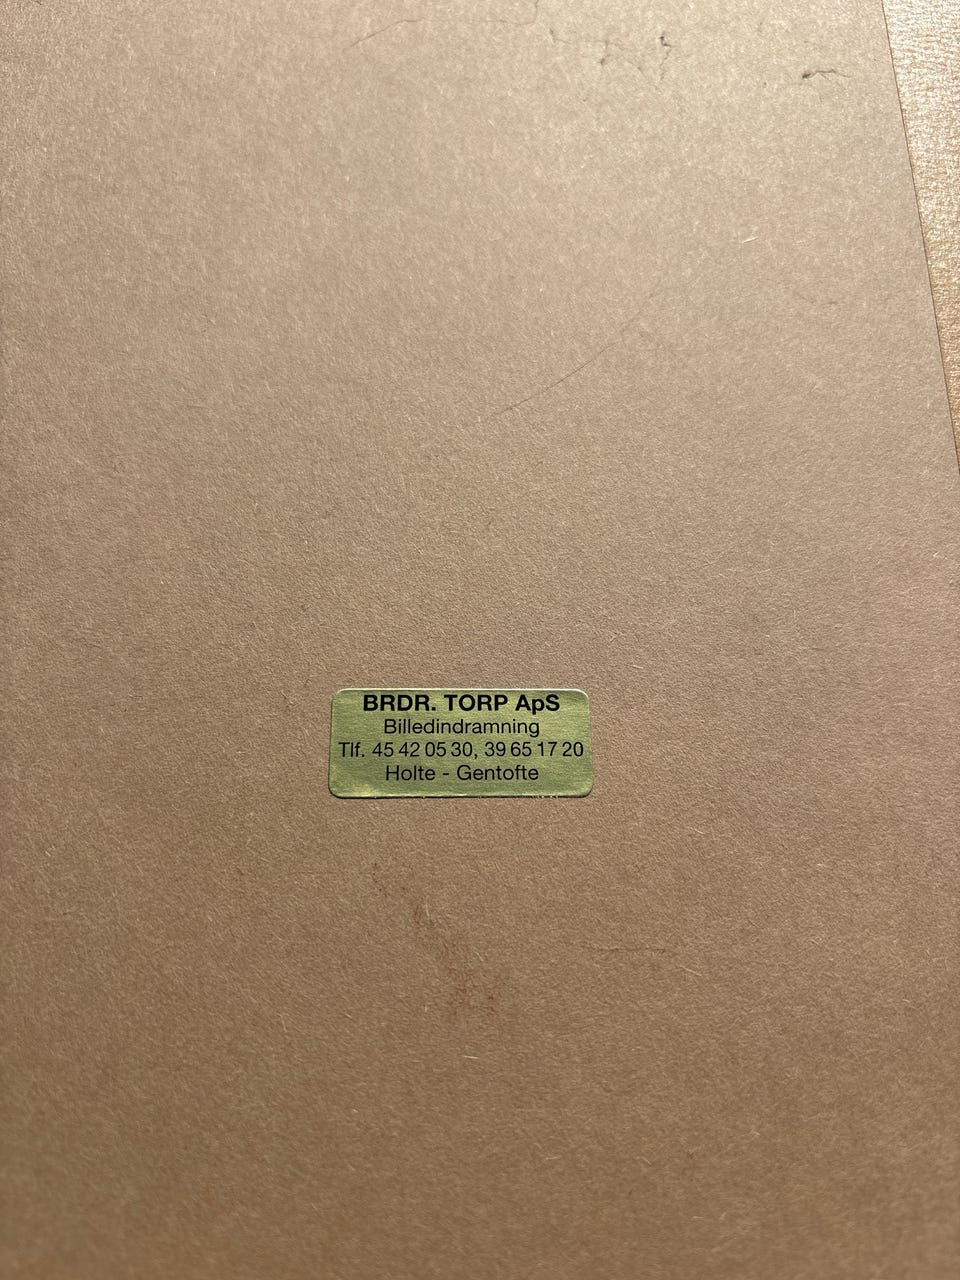 BRDR. TORP ApS
Billedindramning
Tlf. 45 42 05 30, 39 65 17 20
Holte - Gentofte